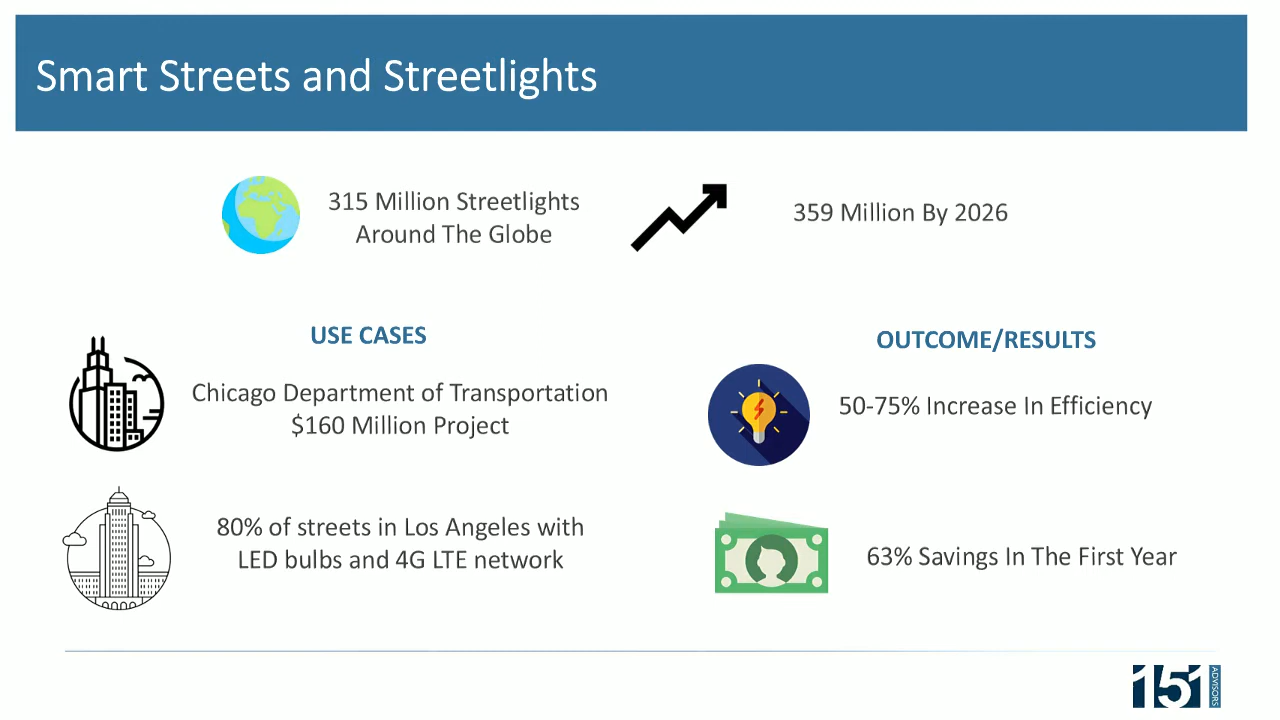 Smart Streets and Streetlights
315 Million Streetlights
Around The Globe
359 Million By 2026
USE CASES
Chicago Department of Transportation
$160 Million Project
80% of streets in Los Angeles with
LED bulbs and 4G LTE network
OUTCOME/RESULTS
50-75% Increase In Efficiency
63% Savings In The First Year
151
ADVISORS